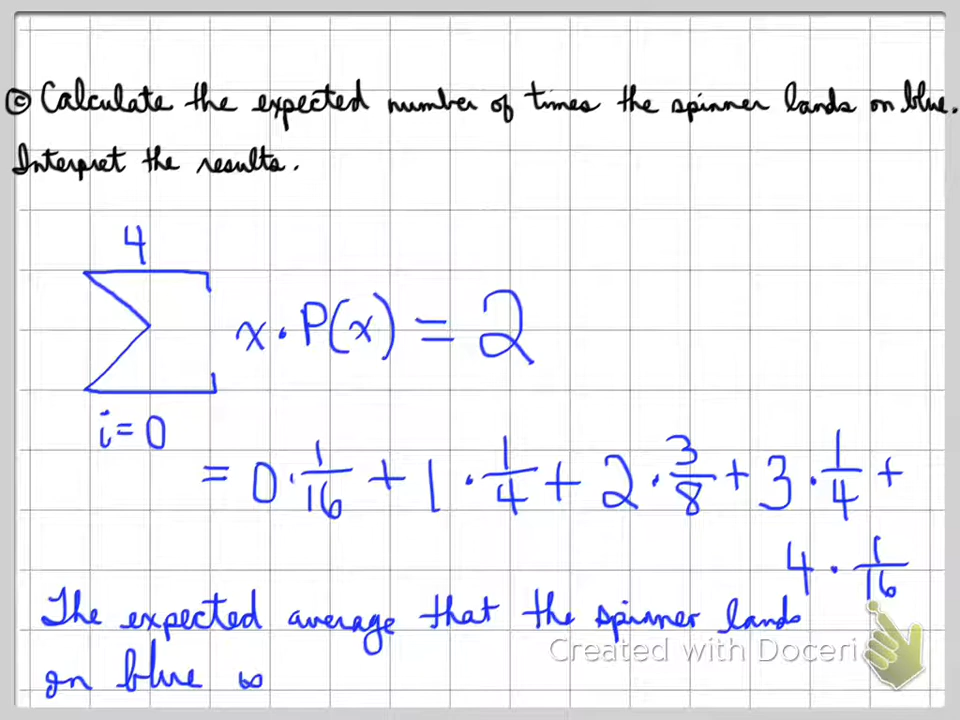 © Calculate the expected number of times the spinner lands on blue.
Interpret the results.
4
∑ x · P(x) = 2
i = 0
= 0 · 1/16 + 1 · 1/4 + 2 · 3/8 + 3 · 1/4 +
4 · 1/16
The expected average that the spinner lands
Created with Doceri
on blue is